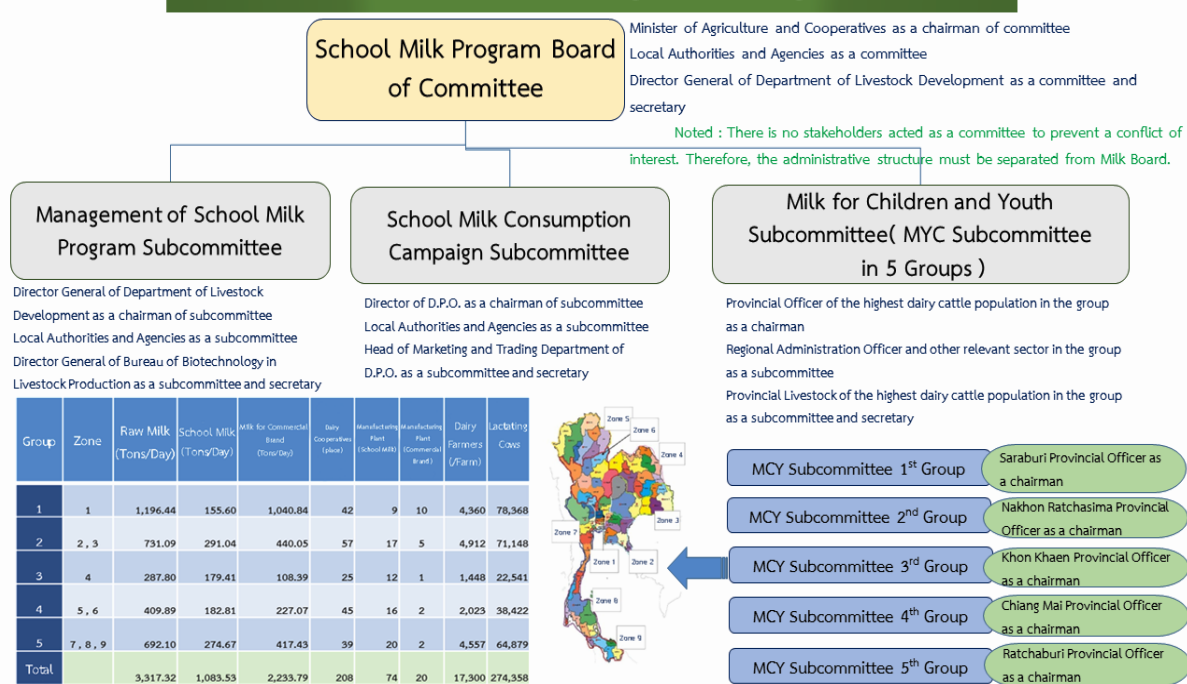 School Milk Program Board
of Committee
Minister of Agriculture and Cooperatives as a chairman of committee
Local Authorities and Agencies as a committee
Director General of Department of Livestock Development as a committee and
secretary
Noted : There is no stakeholders acted as a committee to prevent a conflict of
interest. Therefore, the administrative structure must be separated from Milk Board.
Management of School Milk
Program Subcommittee
Director General of Department of Livestock
Development as a chairman of subcommittee
Local Authorities and Agencies as a subcommittee
Director General of Bureau of Biotechnology in
Livestock Production as a subcommittee and secretary
School Milk Consumption
Campaign Subcommittee
Director of D.P.O. as a chairman of subcommittee
Local Authorities and Agencies as a subcommittee
Head of Marketing and Trading Department of
D.P.O. as a subcommittee and secretary
Milk for Children and Youth
Subcommittee( MYC Subcommittee
in 5 Groups )
Provincial Officer of the highest dairy cattle population in the group
as a chairman
Regional Administration Officer and other relevant sector in the group
as a subcommittee
Provincial Livestock of the highest dairy cattle population in the group
as a subcommittee and secretary
Group Zone Raw Milk (Tons/Day) School Milk (Tons/Day) Milk for Commercial Brand (Tons/Day) Dairy Cooperatives (place) Manufacturing Plant (School Milk) Manufacturing Plant (Commercial Brand) Dairy Farmers (/Farm) Lactating Cows
1 1 1,196.44 155.60 1,040.84 42 9 10 4,360 78,368
2 2 , 3 731.09 291.04 440.05 57 17 5 4,912 71,148
3 4 287.80 179.41 108.39 25 12 1 1,448 22,541
4 5 , 6 409.89 182.81 227.07 45 16 2 2,023 38,422
5 7 , 8 , 9 692.10 274.67 417.43 39 20 2 4,557 64,879
Total 3,317.32 1,083.53 2,233.79 208 74 20 17,300 274,358
Zone 5
Zone 6
Zone 4
Zone 3
Zone 7
Zone 1
Zone 2
Zone 8
Zone 9
MCY Subcommittee 1st Group
Saraburi Provincial Officer as
a chairman
MCY Subcommittee 2nd Group
Nakhon Ratchasima Provincial
Officer as a chairman
MCY Subcommittee 3rd Group
Khon Khaen Provincial Officer
as a chairman
MCY Subcommittee 4th Group
Chiang Mai Provincial Officer
as a chairman
MCY Subcommittee 5th Group
Ratchaburi Provincial Officer
as a chairman